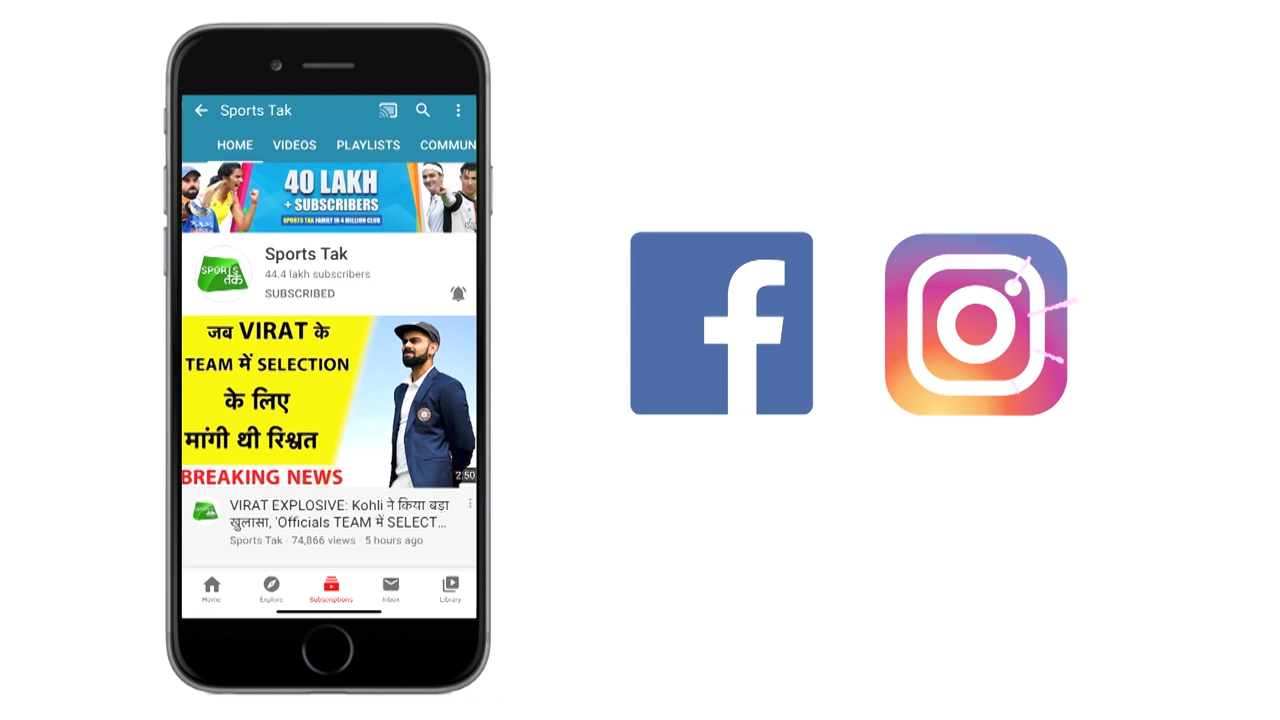 Sports Tak
HOME VIDEOS PLAYLISTS COMMUN
40 LAKH
+ SUBSCRIBERS
SPORTS TAK FAMILY IN 4 MILLION CLUB
SPORTS
तक
Sports Tak
44.4 lakh subscribers
SUBSCRIBED
जब VIRAT के
TEAM में SELECTION
के लिए
मांगी थी रिश्वत
BREAKING NEWS
2:50
VIRAT EXPLOSIVE: Kohli ने किया बड़ा
खुलासा, 'Officials TEAM में SELECT...
Sports Tak · 74,866 views · 5 hours ago
Home Explore Subscriptions Inbox Library